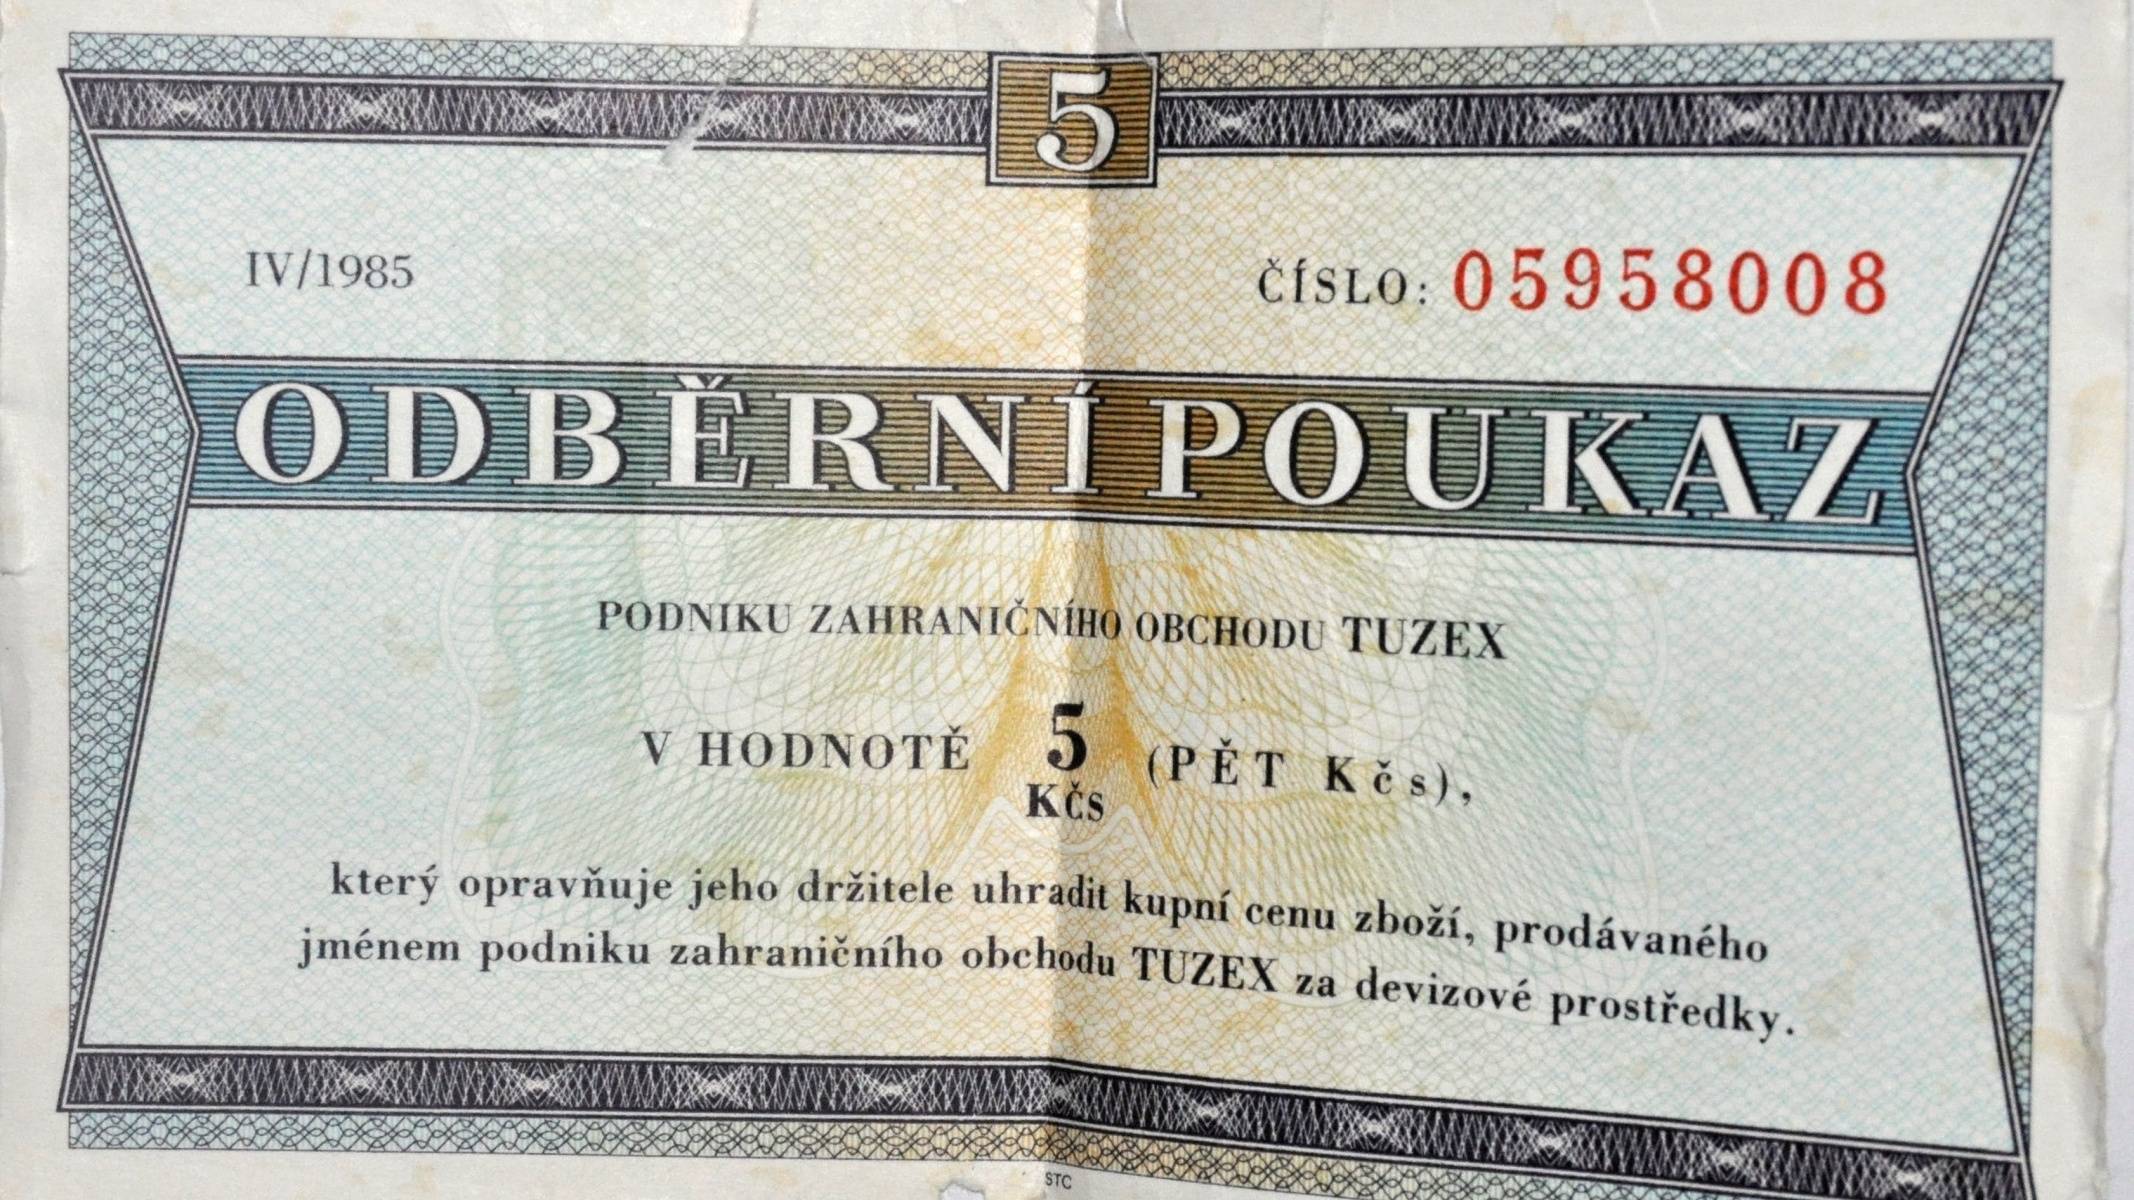 5
IV/1985
ČÍSLO: 05958008
ODBĚRNÍ POUKAZ
PODNIKU ZAHRANIČNÍHO OBCHODU TUZEX
V HODNOTĚ 5 KČS (PĚT Kčs),
který opravňuje jeho držitele uhradit kupní cenu zboží, prodávaného
jménem podniku zahraničního obchodu TUZEX za devizové prostředky.
STC